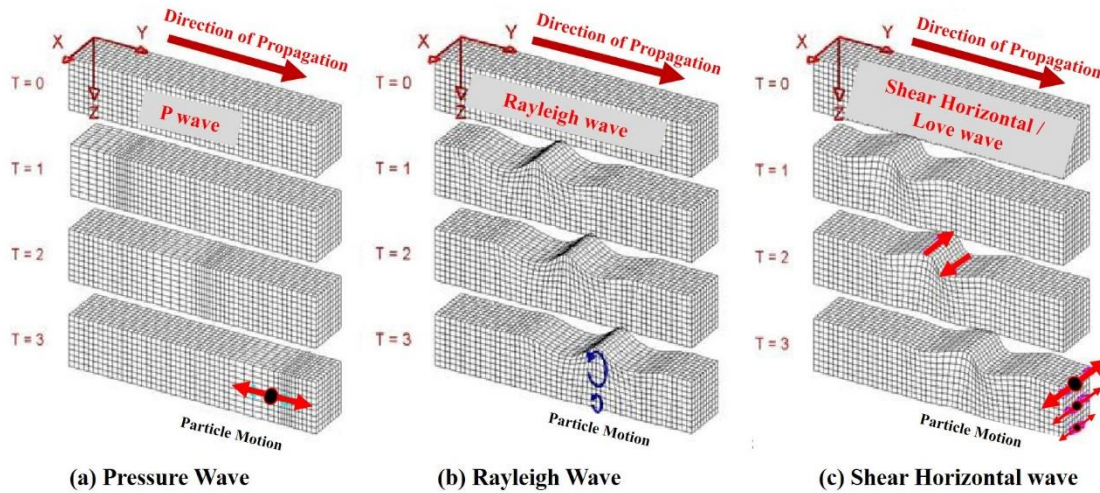 Direction of Propagation
X
Y
Z
T = 0
P wave
T = 1
T = 2
T = 3
Particle Motion
(a) Pressure Wave
Direction of Propagation
X
Y
Z
T = 0
Rayleigh wave
T = 1
T = 2
T = 3
Particle Motion
(b) Rayleigh Wave
Direction of Propagation
X
Y
Z
T = 0
Shear Horizontal /
Love wave
T = 1
T = 2
T = 3
Particle Motion
(c) Shear Horizontal wave